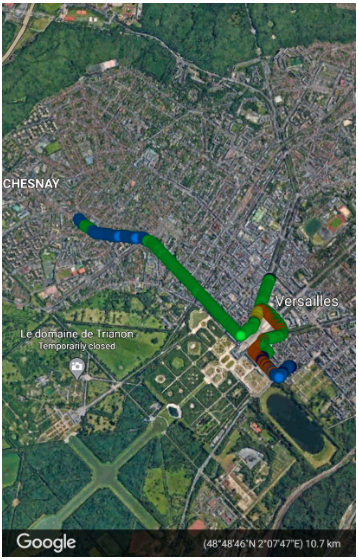 CHESNAY
Versailles
Le domaine de Trianon
Temporarily closed
Google
(48°48'46"N 2°07'47"E) 10.7 km